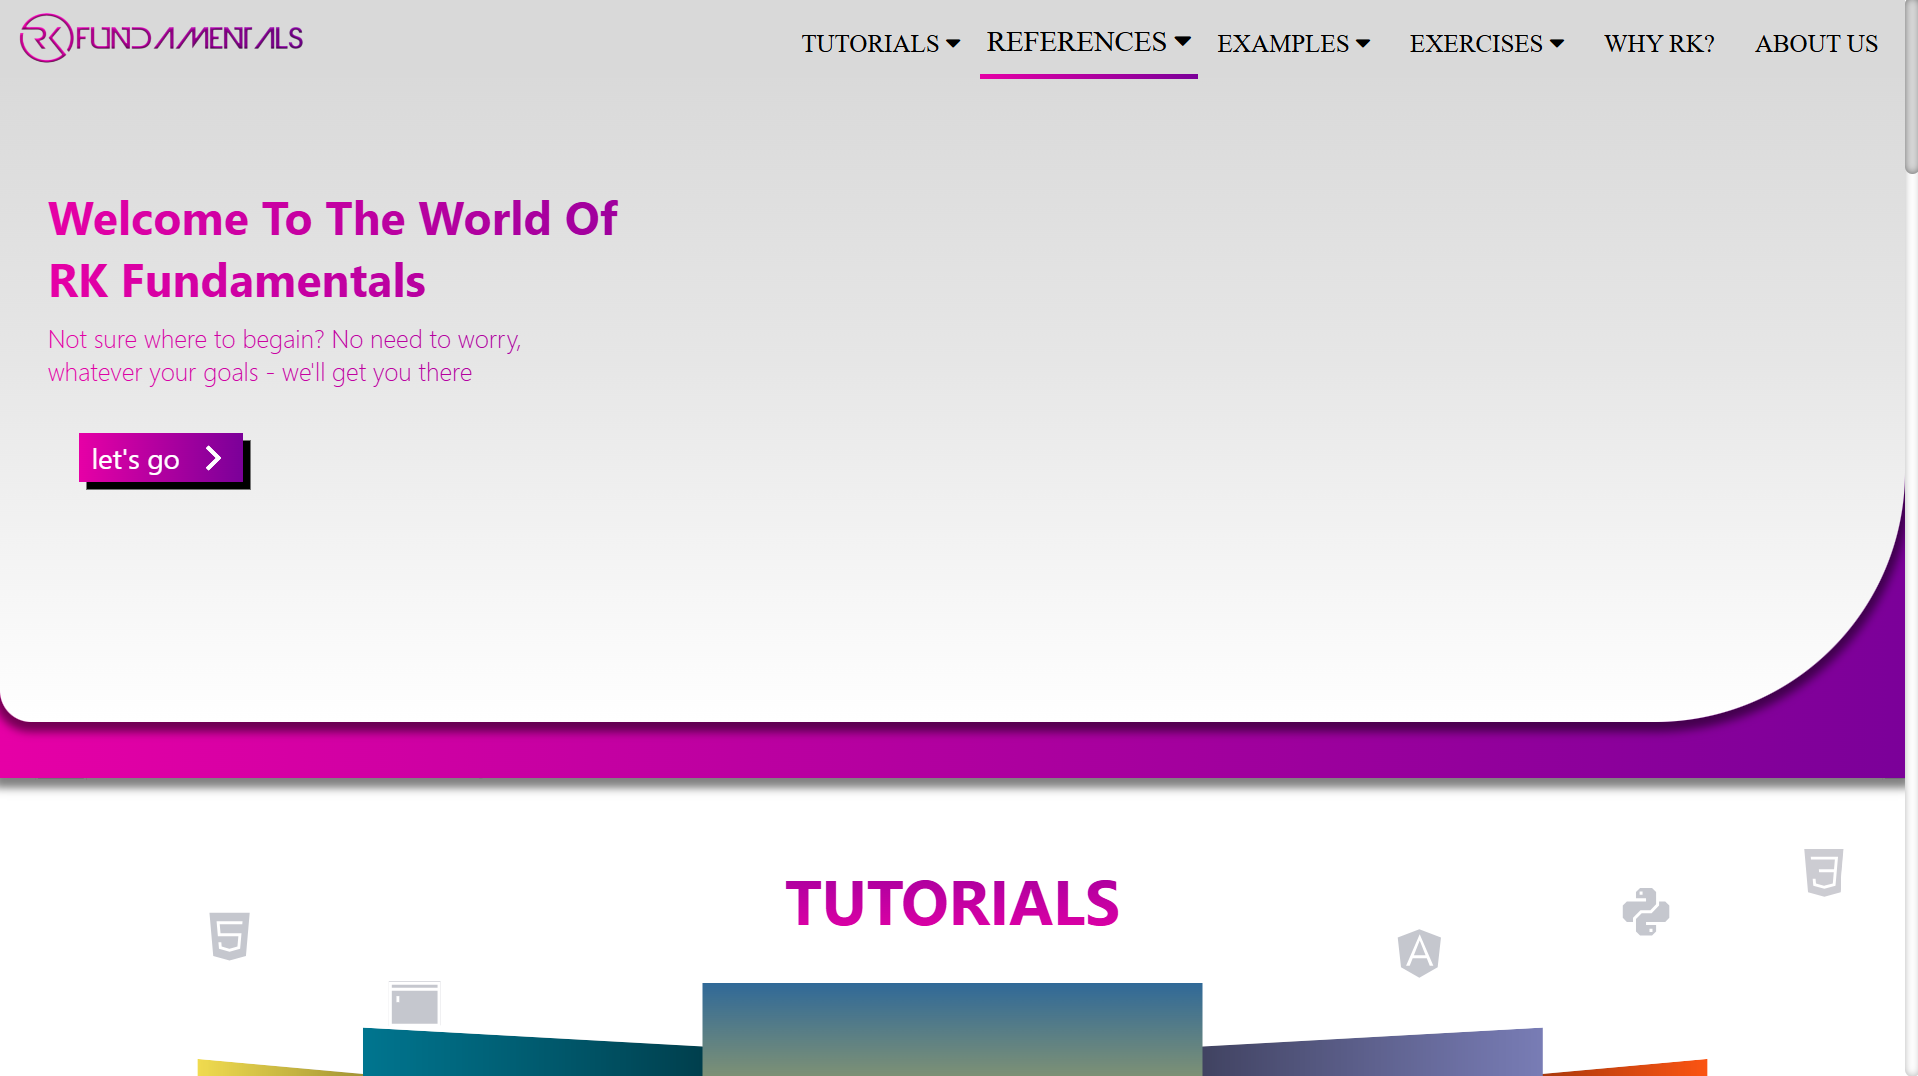 RK FUNDAMENTALS
TUTORIALS REFERENCES EXAMPLES EXERCISES WHY RK? ABOUT US
Welcome To The World Of
RK Fundamentals
Not sure where to begain? No need to worry,
whatever your goals - we'll get you there
let's go
TUTORIALS